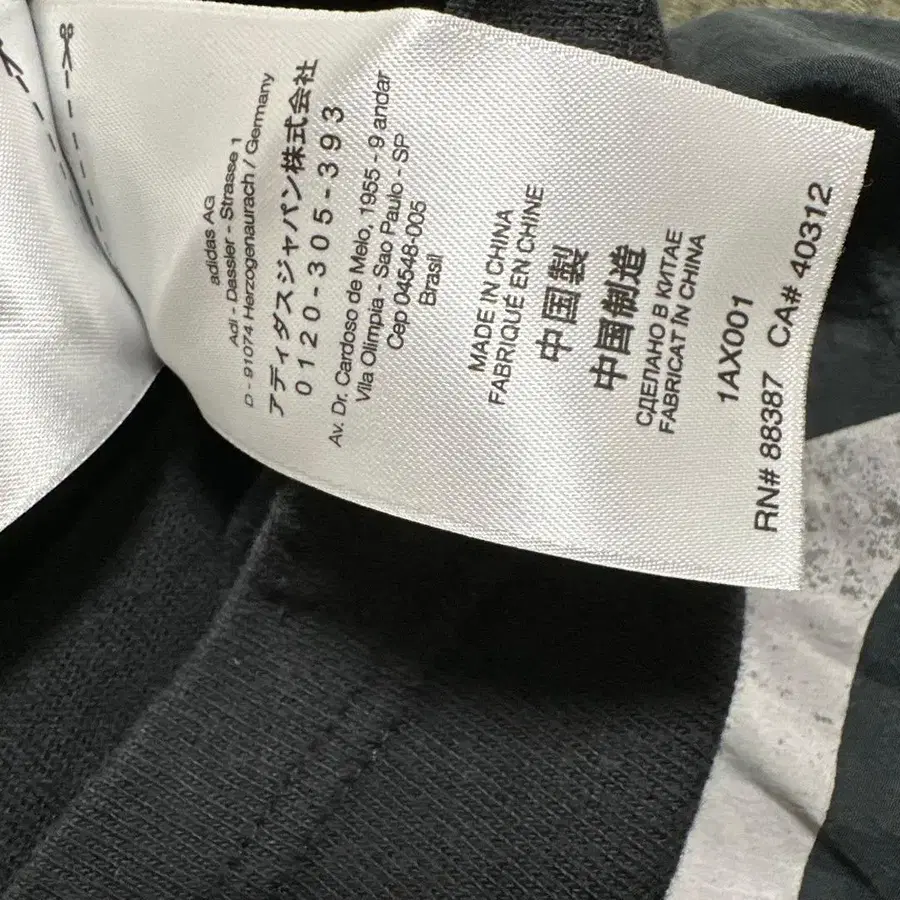 adidas AG
Adi - Dassler - Strasse 1
D - 91074 Herzogenaurach / Germany
アディダスジャパン株式会社
0120-305-393
Av. Dr. Cardoso de Melo, 1955 - 9 andar
Vila Olimpia - Sao Paulo - SP
Cep 04548-005
Brasil
MADE IN CHINA
FABRIQUÉ EN CHINE
中国製
中国制造
СДЕЛАНО В КИТАЕ
FABRICAT ÎN CHINA
1AX001
RN# 88387 CA# 40312